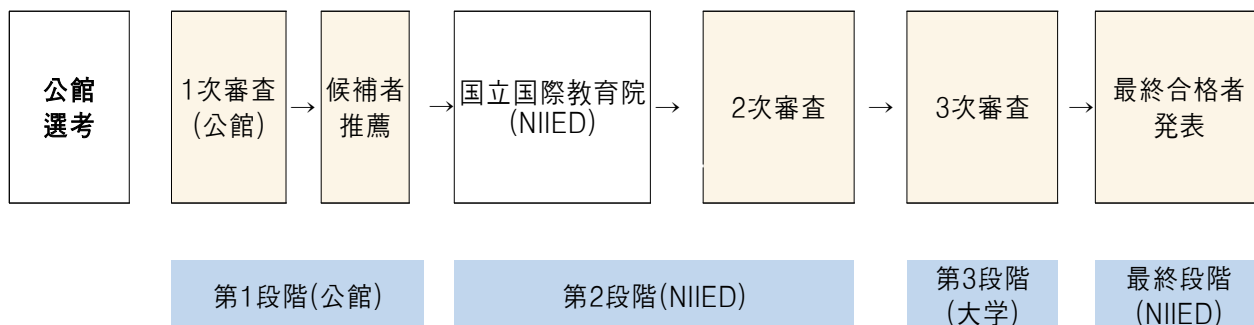 公館
選考
1次審査
(公館)
→
候補者
推薦
→
国立国際教育院
(NIIED)
→
2次審査
→
3次審査
→
最終合格者
発表
第1段階(公館)
第2段階(NIIED)
第3段階
(大学)
最終段階
(NIIED)